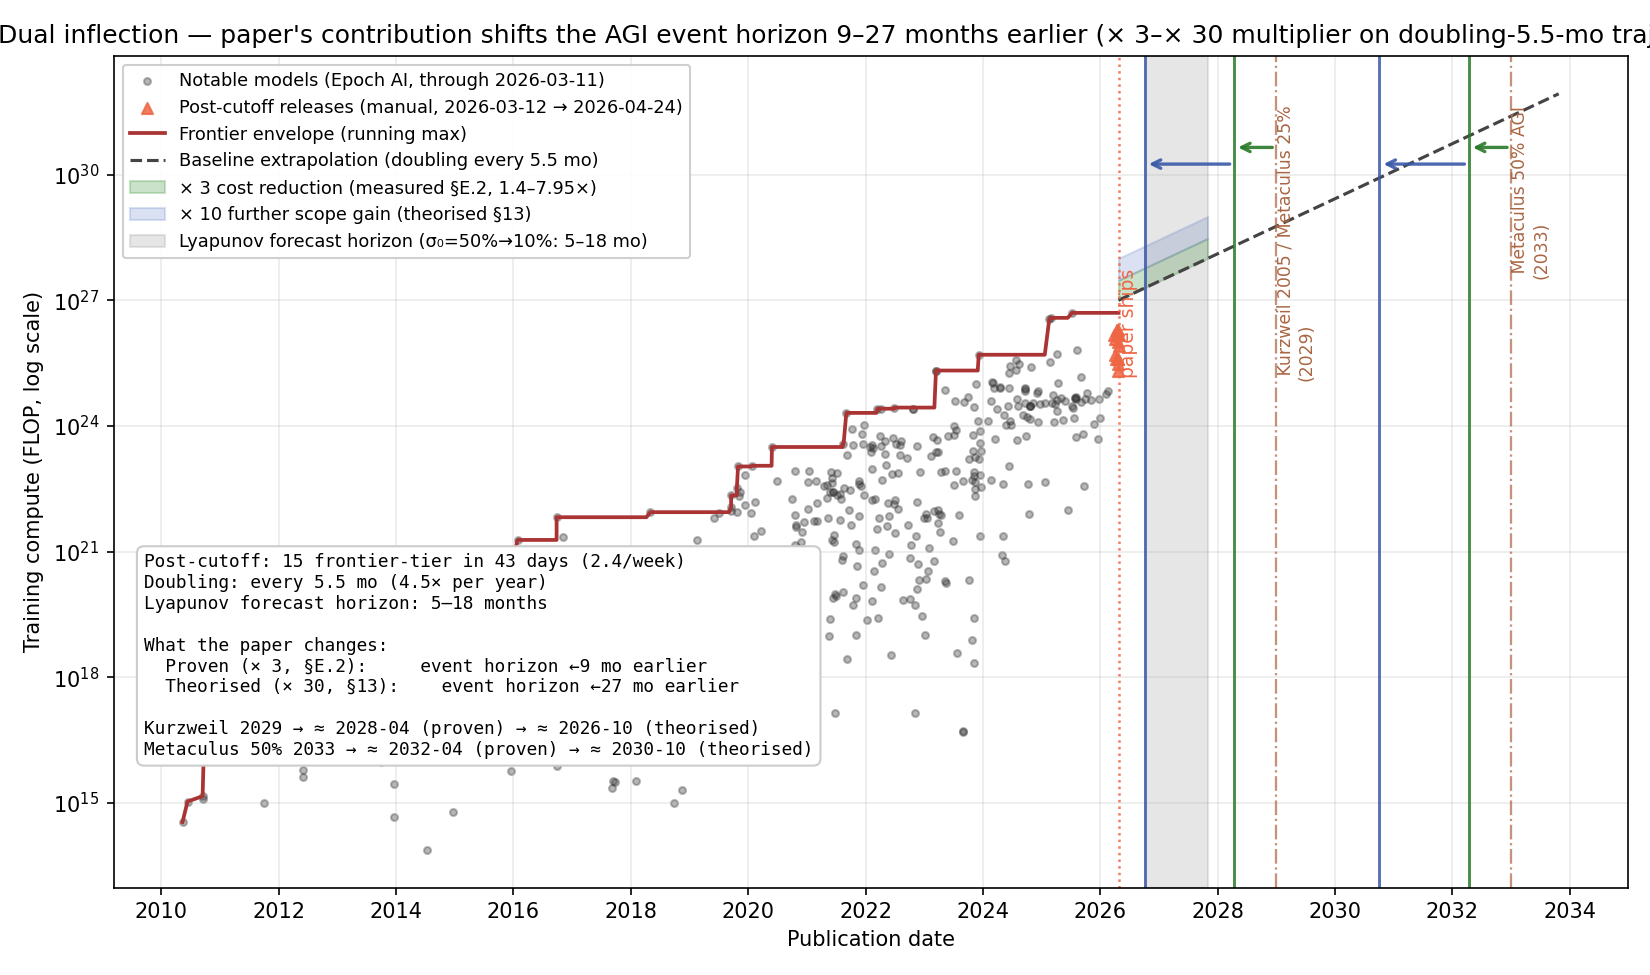 Dual inflection — paper's contribution shifts the AGI event horizon 9–27 months earlier (× 3–× 30 multiplier on doubling-5.5-mo traj
Notable models (Epoch AI, through 2026-03-11)
Post-cutoff releases (manual, 2026-03-12 → 2026-04-24)
Frontier envelope (running max)
Baseline extrapolation (doubling every 5.5 mo)
× 3 cost reduction (measured §E.2, 1.4–7.95×)
× 10 further scope gain (theorised §13)
Lyapunov forecast horizon (σ₀=50%→10%: 5–18 mo)
paper ships
Kurzweil 2005 / Metaculus 25%
(2029)
Metaculus 50% AGI
(2033)
Post-cutoff: 15 frontier-tier in 43 days (2.4/week)
Doubling: every 5.5 mo (4.5× per year)
Lyapunov forecast horizon: 5–18 months
What the paper changes:
Proven (× 3, §E.2): event horizon ←9 mo earlier
Theorised (× 30, §13): event horizon ←27 mo earlier
Kurzweil 2029 → ≈ 2028-04 (proven) → ≈ 2026-10 (theorised)
Metaculus 50% 2033 → ≈ 2032-04 (proven) → ≈ 2030-10 (theorised)
Training compute (FLOP, log scale)
10³⁰
10²⁷
10²⁴
10²¹
10¹⁸
10¹⁵
2010 2012 2014 2016 2018 2020 2022 2024 2026 2028 2030 2032 2034
Publication date